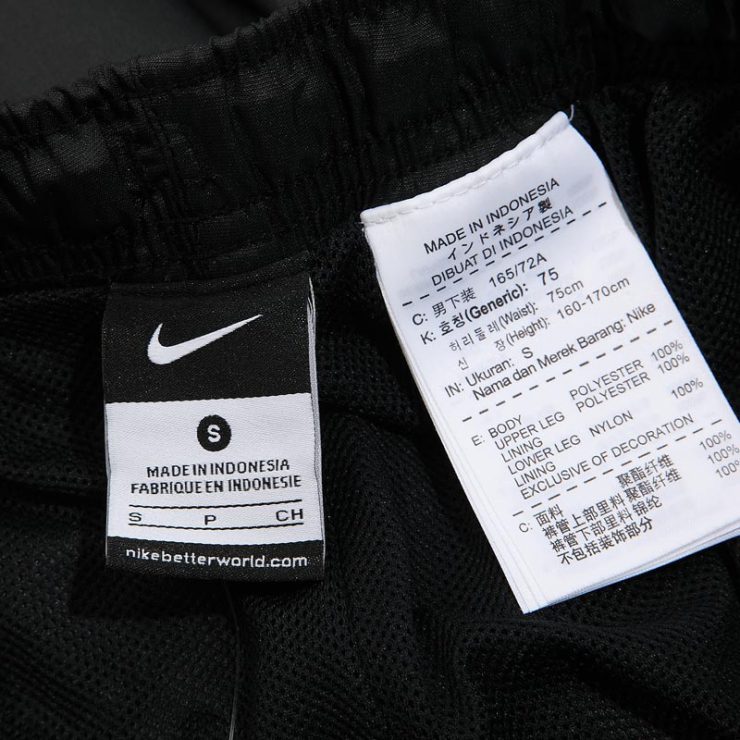 S
MADE IN INDONESIA
FABRIQUE EN INDONESIE
S P CH
nikebetterworld.com
MADE IN INDONESIA
インドネシア製
DIBUAT DI INDONESIA
C: 男下装 165/72A
K: 호칭(Generic): 75
허리둘레(Waist): 75cm
신 장(Height): 160-170cm
IN: Ukuran: S
Nama dan Merek Barang: Nike
E: BODY POLYESTER 100%
UPPER LEG POLYESTER 100%
LINING
LOWER LEG NYLON 100%
LINING
EXCLUSIVE OF DECORATION
C: 面料 聚酯纤维 100%
裤管上部里料 聚酯纤维 100%
裤管下部里料 锦纶 100%
不包括装饰部分